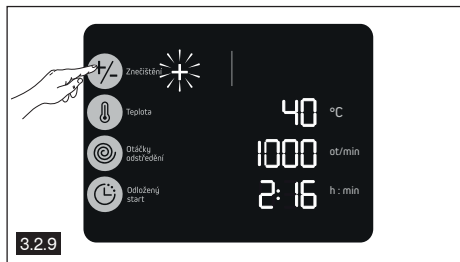 +/- Znečištění +
Teplota 40 °C
Otáčky
odstředění 1000 ot/min
Odložený
start 2:16 h : min
3.2.9